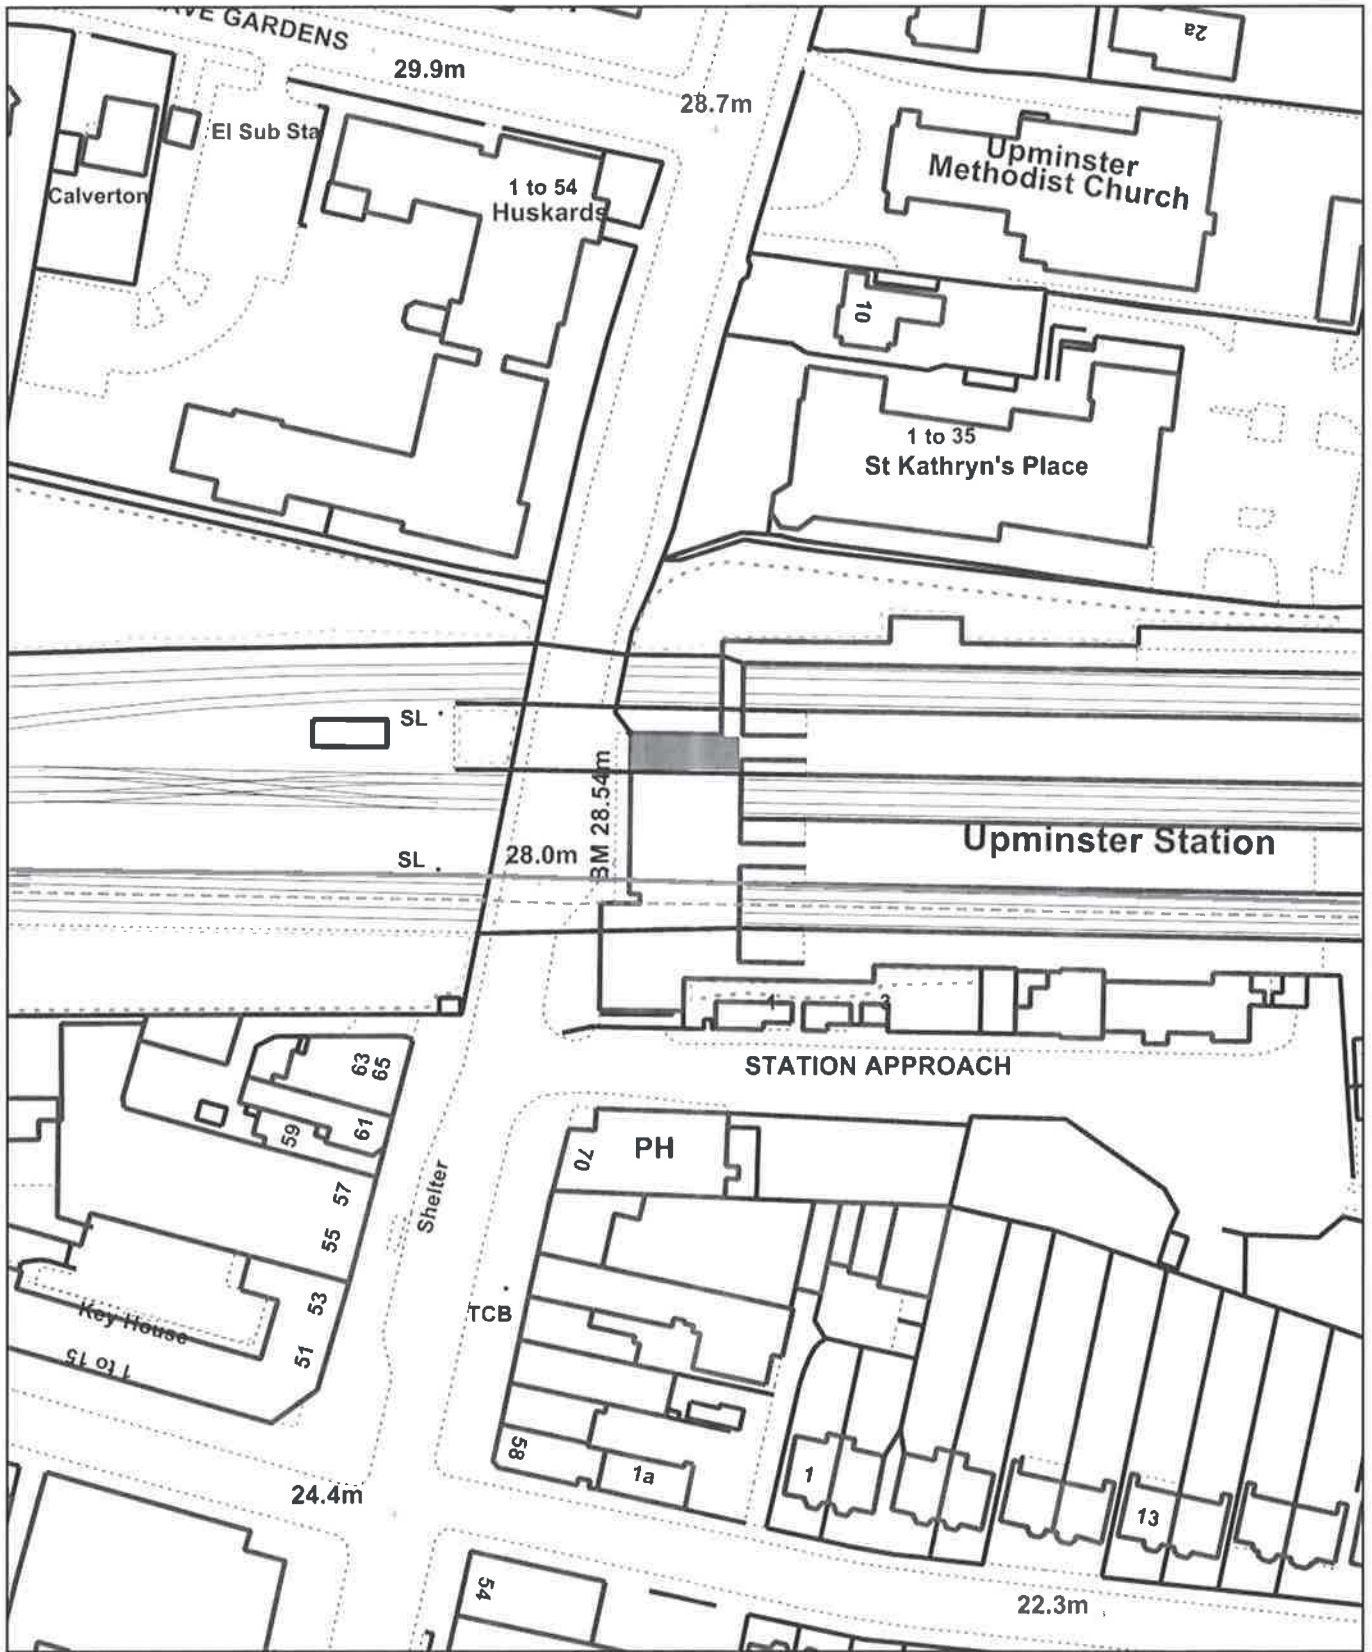 GARDENS
29.9m
28.7m
2a
El Sub Sta
Calverton
1 to 54
Huskards
Upminster
Methodist Church
10
1 to 35
St Kathryn's Place
SL
BM 28.54m
SL
28.0m
Upminster Station
1
3
STATION APPROACH
63
65
61
59
57
55
53
51
Key House
1 to 15
Shelter
TCB
70
PH
58
1a
1
13
24.4m
54
22.3m